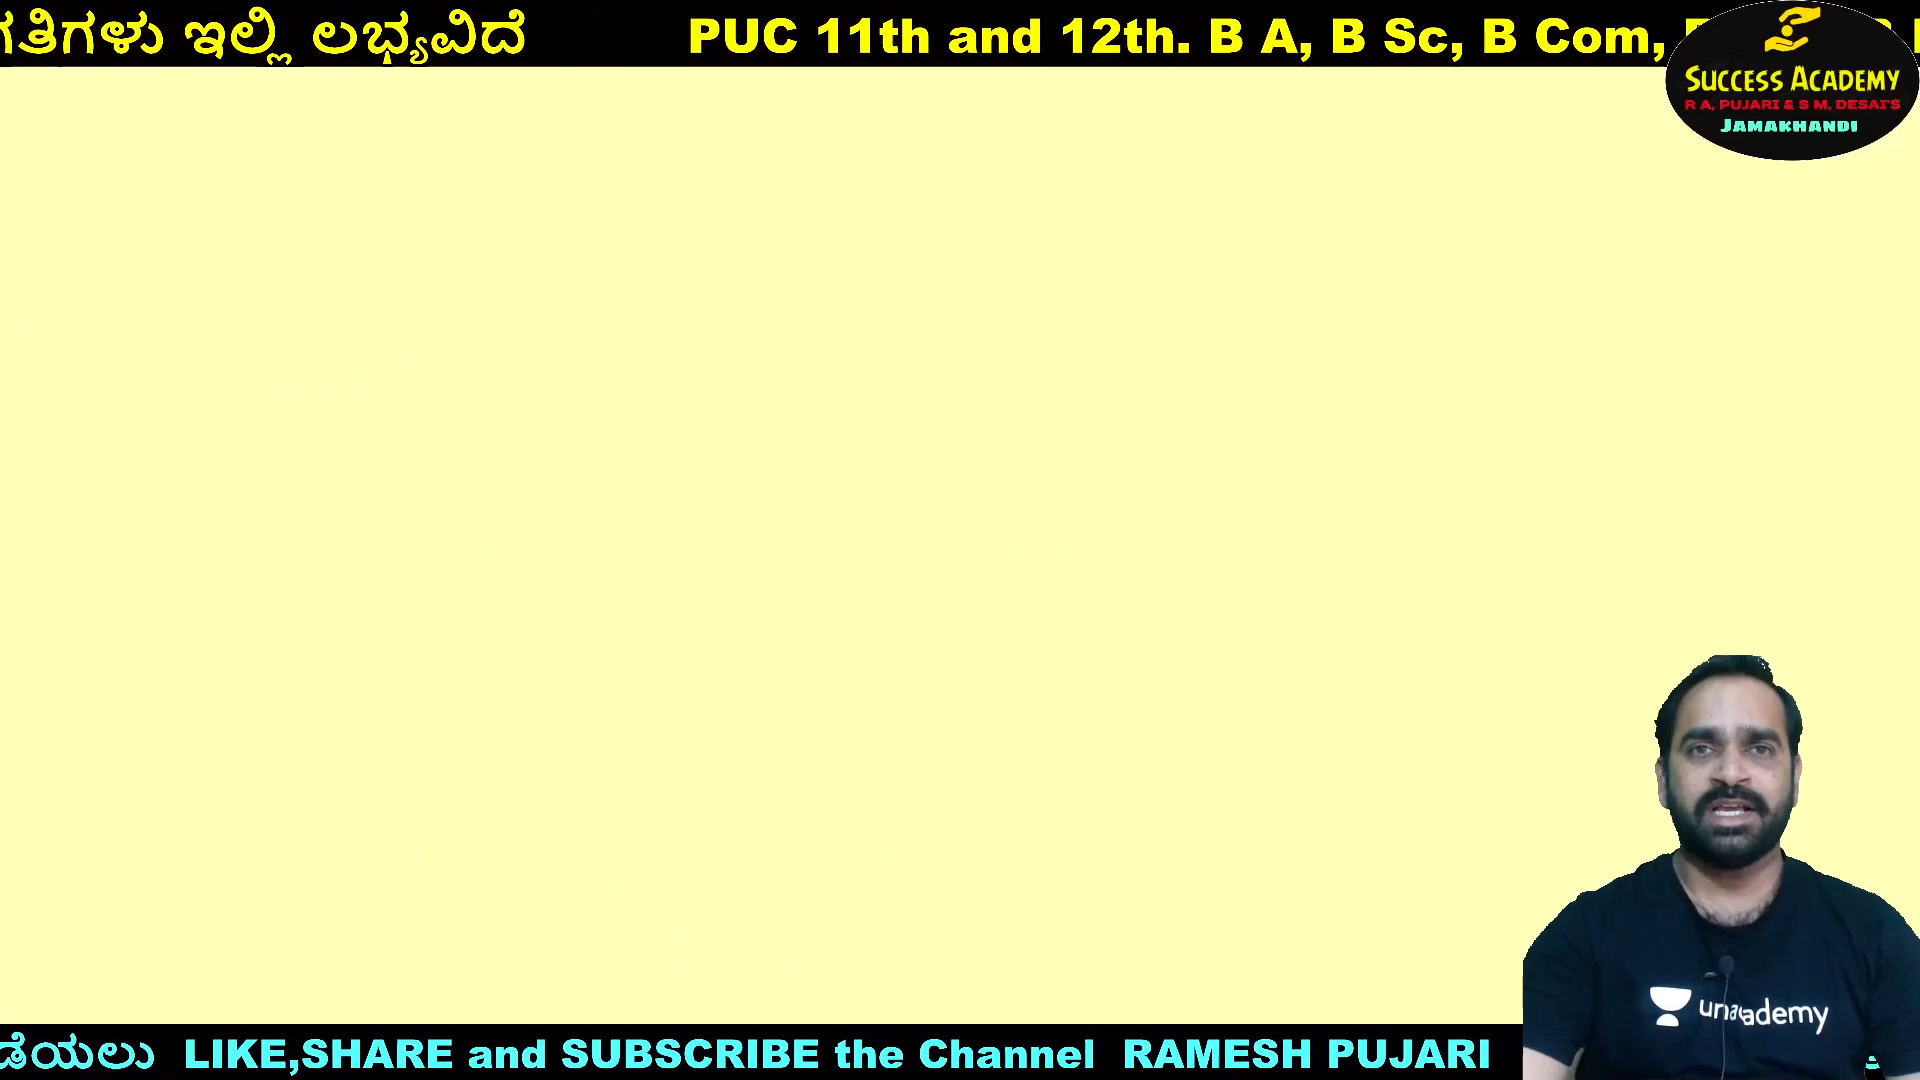 ಗತಿಗಳು ಇಲ್ಲಿ ಲಭ್ಯವಿದೆ PUC 11th and 12th. B A, B Sc, B Com,
SUCCESS ACADEMY
R A, PUJARI & S M, DESAI'S
JAMAKHANDI
unacademy
ಡೆಯಲು LIKE,SHARE and SUBSCRIBE the Channel RAMESH PUJARI